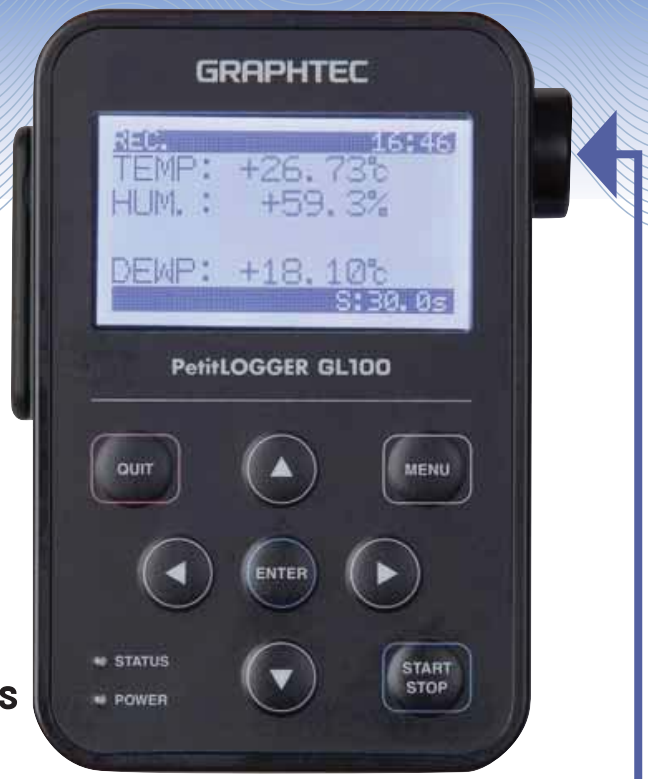 GRAPHTEC
REC. 16:46
TEMP: +26.73℃
HUM. : +59.3%
DEWP: +18.10℃
S:30.0s
PetitLOGGER GL100
QUIT
MENU
ENTER
STATUS
START
STOP
POWER
s